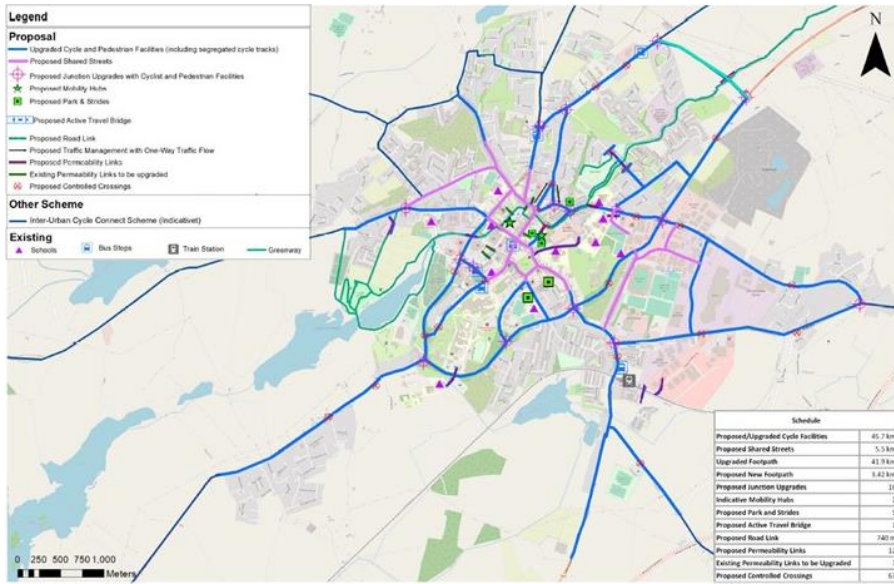 Legend
Proposal
Upgraded Cycle and Pedestrian Facilities (including segregated cycle tracks)
Proposed Shared Streets
Proposed Junction Upgrades with Cyclist and Pedestrian Facilities
Proposed Mobility Hubs
Proposed Park & Strides
Proposed Active Travel Bridge
Proposed Road Link
Proposed Traffic Management with One-Way Traffic Flow
Proposed Permeability Links
Existing Permeability Links to be upgraded
Proposed Controlled Crossings
Other Scheme
Inter-Urban Cycle Connect Scheme (Indicativet)
Existing
Schools Bus Stops Train Station Greenway
N
0 250 500 750 1,000
Meters
Schedule
Proposed/Upgraded Cycle Facilities 45.7 km
Proposed Shared Streets 5.5 km
Upgraded Footpath 41.9 km
Proposed New Footpath 3.42 km
Proposed Junction Upgrades
Indicative Mobility Hubs
Proposed Park and Strides
Proposed Active Travel Bridge
Proposed Road Link 740 m
Proposed Permeability Links
Existing Permeability Links to be Upgraded
Proposed Controlled Crossings